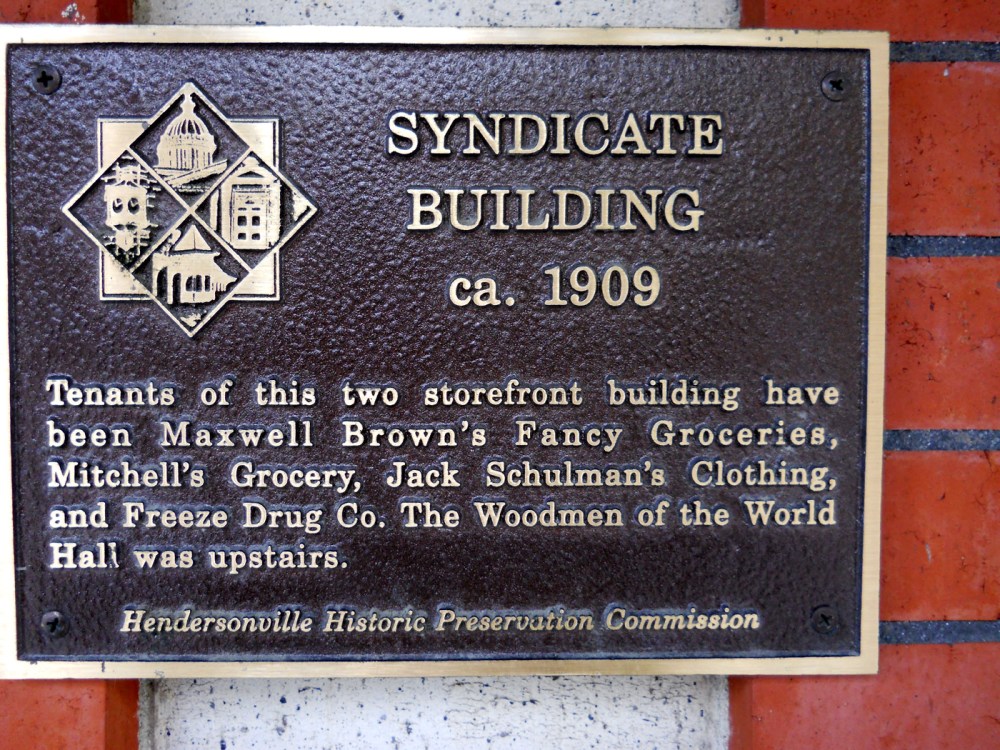 SYNDICATE
BUILDING
ca. 1909
Tenants of this two storefront building have
been Maxwell Brown's Fancy Groceries,
Mitchell's Grocery, Jack Schulman's Clothing,
and Freeze Drug Co. The Woodmen of the World
Hall was upstairs.
Hendersonville Historic Preservation Commission